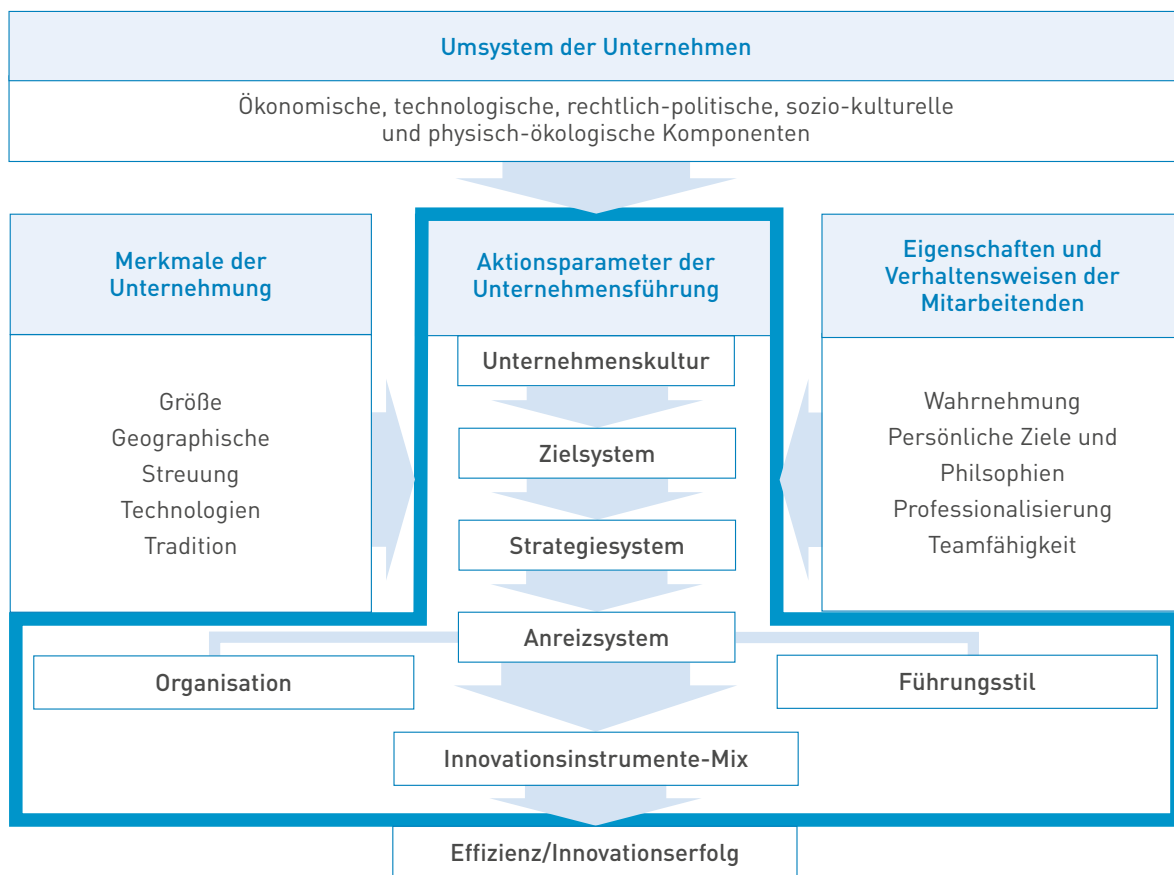 Umsystem der Unternehmen
Ökonomische, technologische, rechtlich-politische, sozio-kulturelle
und physisch-ökologische Komponenten
Merkmale der
Unternehmung
Größe
Geographische
Streuung
Technologien
Tradition
Aktionsparameter der
Unternehmensführung
Unternehmenskultur
Zielsystem
Strategiesystem
Anreizsystem
Eigenschaften und
Verhaltensweisen der
Mitarbeitenden
Wahrnehmung
Persönliche Ziele und
Philsophien
Professionalisierung
Teamfähigkeit
Organisation
Führungsstil
Innovationsinstrumente-Mix
Effizienz/Innovationserfolg